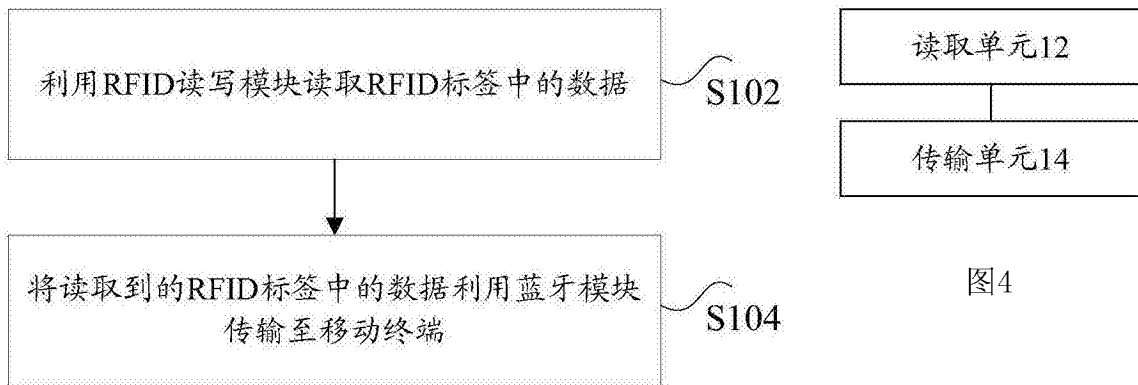 利用RFID读写模块读取RFID标签中的数据
S102
将读取到的RFID标签中的数据利用蓝牙模块
传输至移动终端
S104
读取单元12
传输单元14
图4